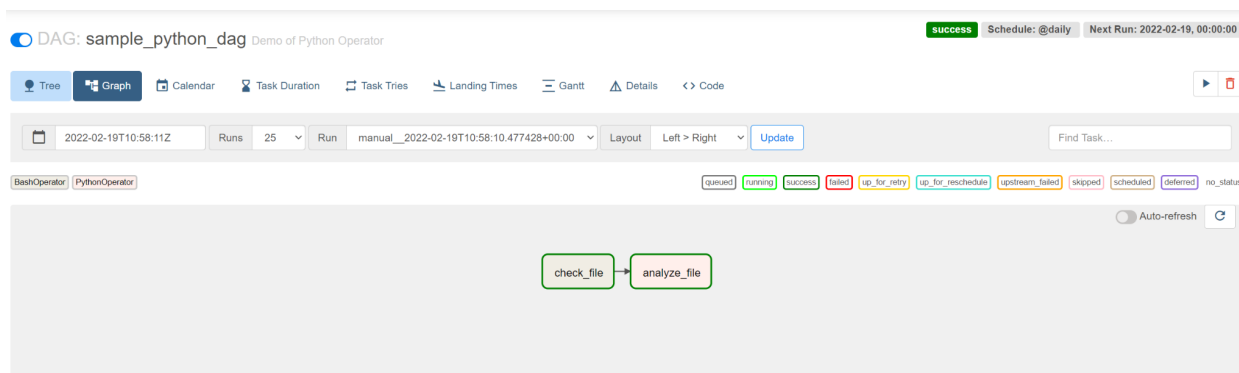 DAG: sample_python_dag Demo of Python Operator
success Schedule: @daily Next Run: 2022-02-19, 00:00:00
Tree Graph Calendar Task Duration Task Tries Landing Times Gantt Details <> Code
2022-02-19T10:58:11Z Runs 25 Run manual__2022-02-19T10:58:10.477428+00:00 Layout Left > Right Update Find Task...
BashOperator PythonOperator queued running success failed up_for_retry up_for_reschedule upstream_failed skipped scheduled deferred no_status
Auto-refresh
check_file analyze_file